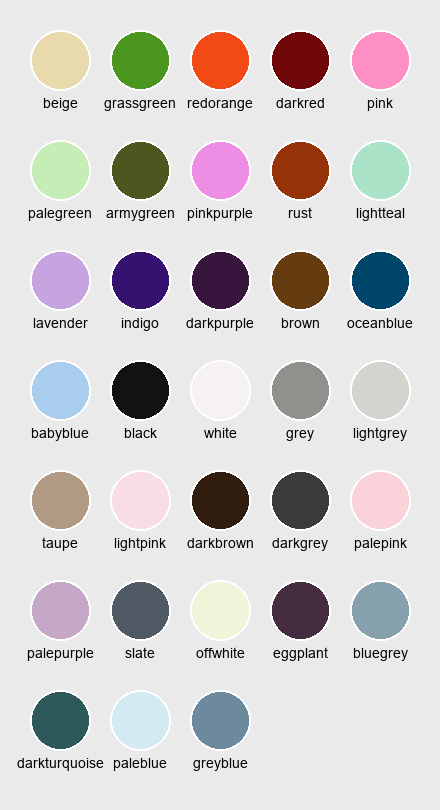 beige grassgreen redorange darkred pink
palegreen armygreen pinkpurple rust lightteal
lavender indigo darkpurple brown oceanblue
babyblue black white grey lightgrey
taupe lightpink darkbrown darkgrey palepink
palepurple slate offwhite eggplant bluegrey
darkturquoise paleblue greyblue